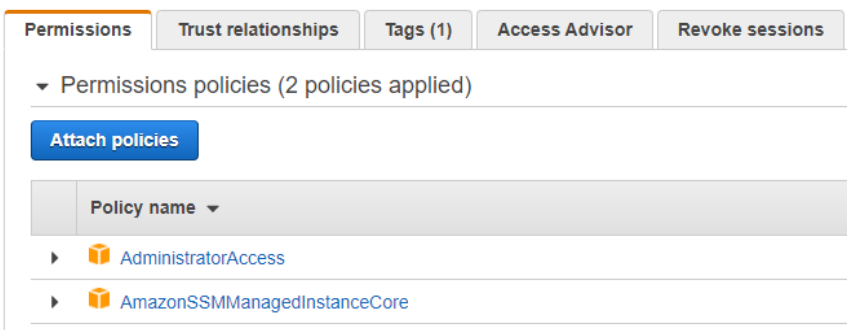 Permissions Trust relationships Tags (1) Access Advisor Revoke sessions
Permissions policies (2 policies applied)
Attach policies
Policy name
AdministratorAccess
AmazonSSMManagedInstanceCore